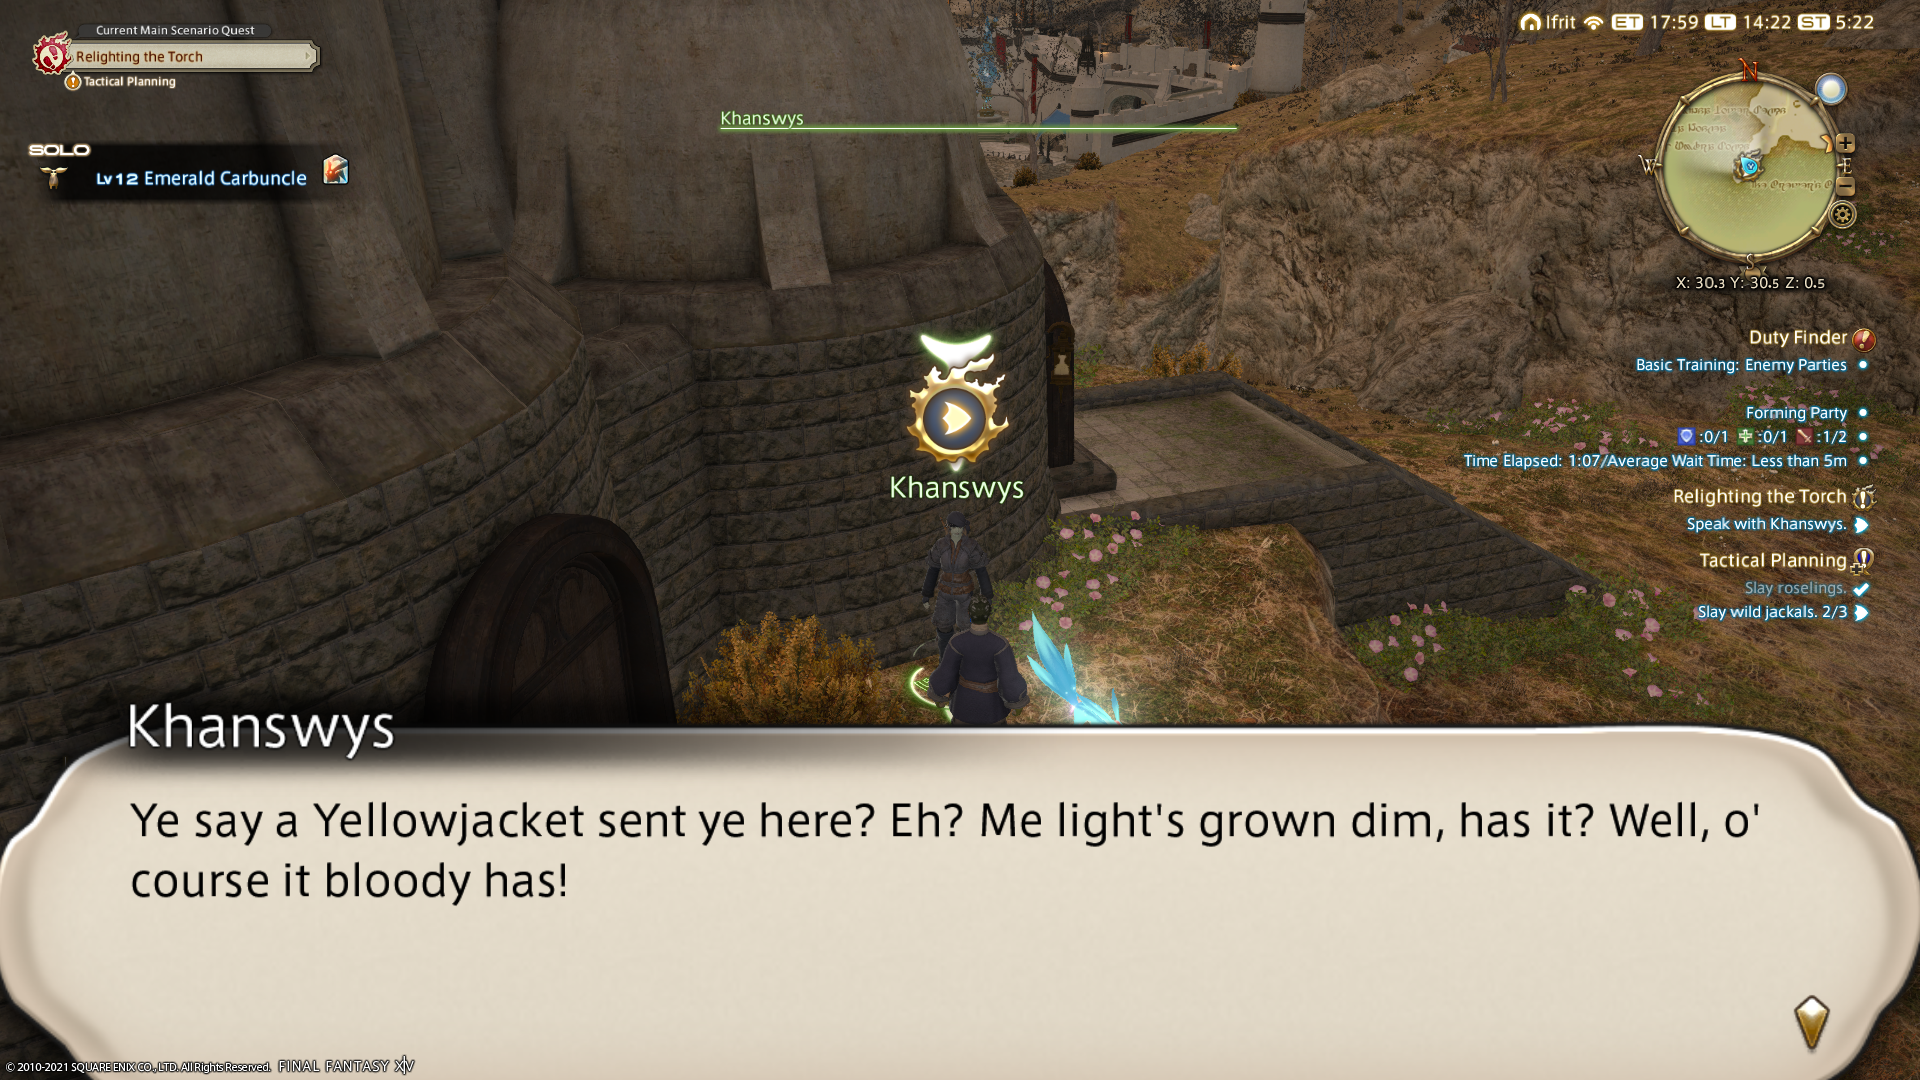 Current Main Scenario Quest
Relighting the Torch
Tactical Planning
SOLO
Lv12 Emerald Carbuncle
Khanswys
Ifrit ET 17:59 LT 14:22 ST 5:22
N
W
E
S
X: 30.3 Y: 30.5 Z: 0.5
Duty Finder
Basic Training: Enemy Parties
Forming Party
:0/1 :0/1 :1/2
Time Elapsed: 1:07/Average Wait Time: Less than 5m
Relighting the Torch
Speak with Khanswys.
Tactical Planning
Slay roselings.
Slay wild jackals. 2/3
Khanswys
Khanswys
Ye say a Yellowjacket sent ye here? Eh? Me light's grown dim, has it? Well, o'
course it bloody has!
© 2010-2021 SQUARE ENIX CO., LTD. All Rights Reserved. FINAL FANTASY XIV